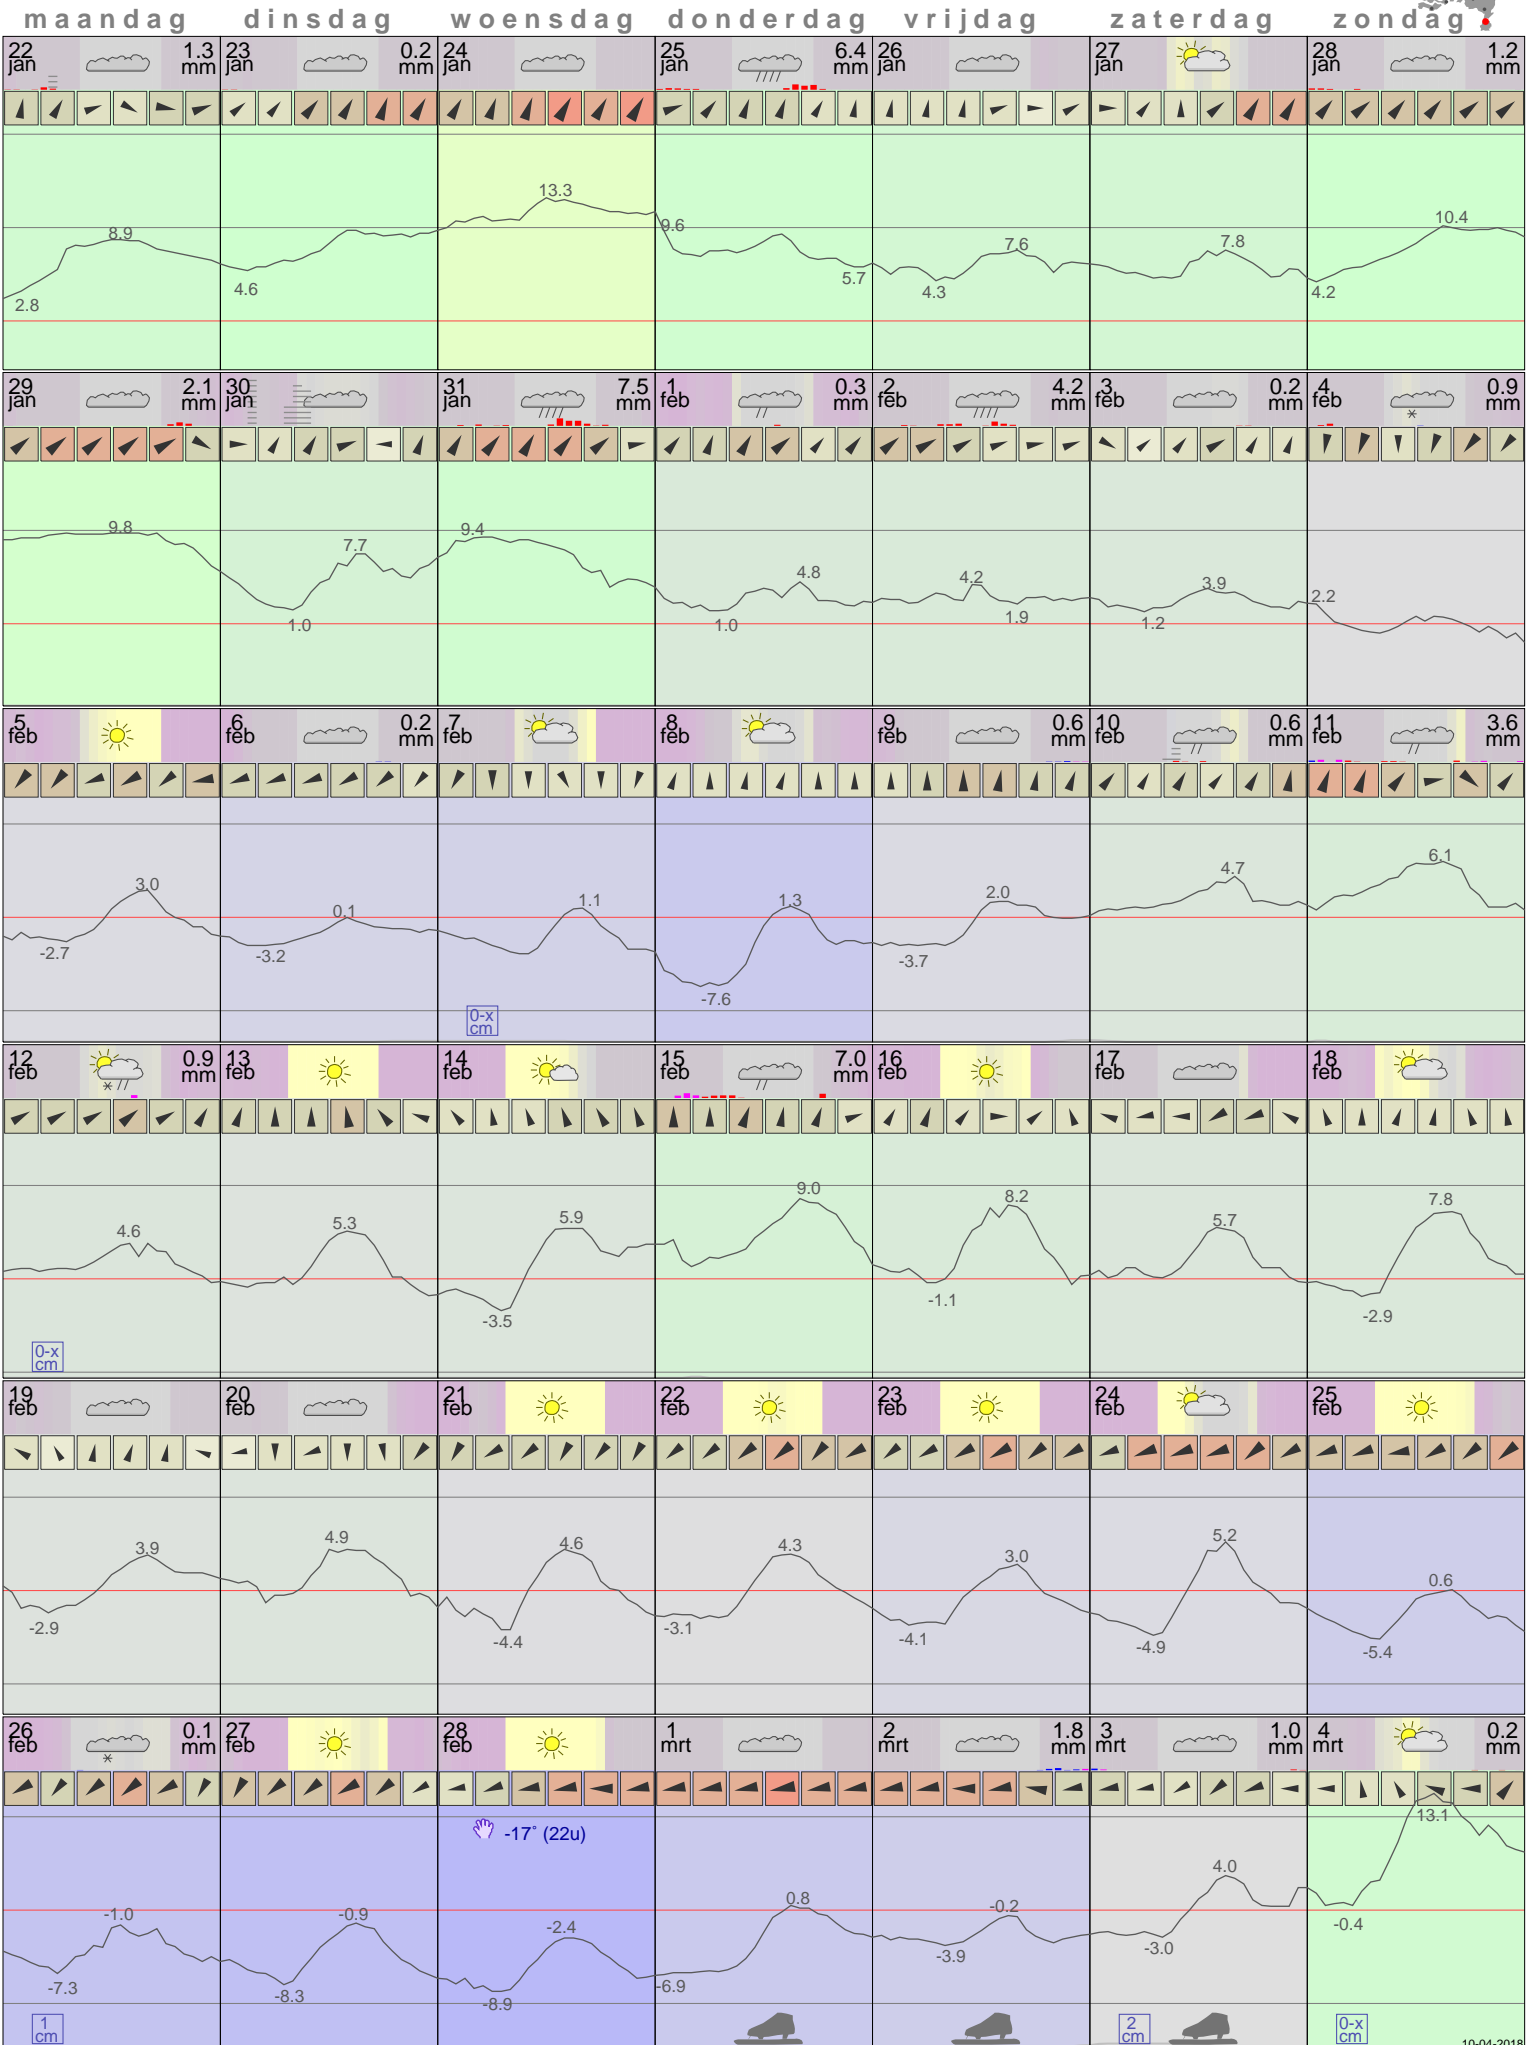 maandag dinsdag woensdag donderdag vrijdag zaterdag zondag
22 jan 1.3 mm 23 jan 0.2 mm 24 jan 25 jan 6.4 mm 26 jan 27 jan 28 jan 1.2 mm
13.3
8.9 9.6 7.6 7.8 10.4
2.8 4.6 5.7 4.3 4.2
29 jan 2.1 mm 30 jan 31 jan 7.5 mm 1 feb 0.3 mm 2 feb 4.2 mm 3 feb 0.2 mm 4 feb 0.9 mm
9.8 7.7 9.4 4.8 4.2 3.9 2.2
1.0 1.0 1.9 1.2
5 feb 6 feb 0.2 mm 7 feb 8 feb 9 feb 0.6 mm 10 feb 0.6 mm 11 feb 3.6 mm
3.0 0.1 1.1 1.3 2.0 4.7 6.1
-2.7 -3.2 -7.6 -3.7
0-x
cm
12 feb 0.9 mm 13 feb 14 feb 15 feb 7.0 mm 16 feb 17 feb 18 feb
4.6 5.3 5.9 9.0 8.2 5.7 7.8
-3.5 -1.1 -2.9
0-x
cm
19 feb 20 feb 21 feb 22 feb 23 feb 24 feb 25 feb
3.9 4.9 4.6 4.3 3.0 5.2 0.6
-2.9 -4.4 -3.1 -4.1 -4.9 -5.4
26 feb 0.1 mm 27 feb 28 feb 1 mrt 2 mrt 1.8 mm 3 mrt 1.0 mm 4 mrt 0.2 mm
-17° (22u) 13.1
-1.0 -0.9 -2.4 0.8 -0.2 4.0
-7.3 -8.3 -8.9 -6.9 -3.9 -3.0 -0.4
1 2 0-x
cm cm cm
10-04-2018